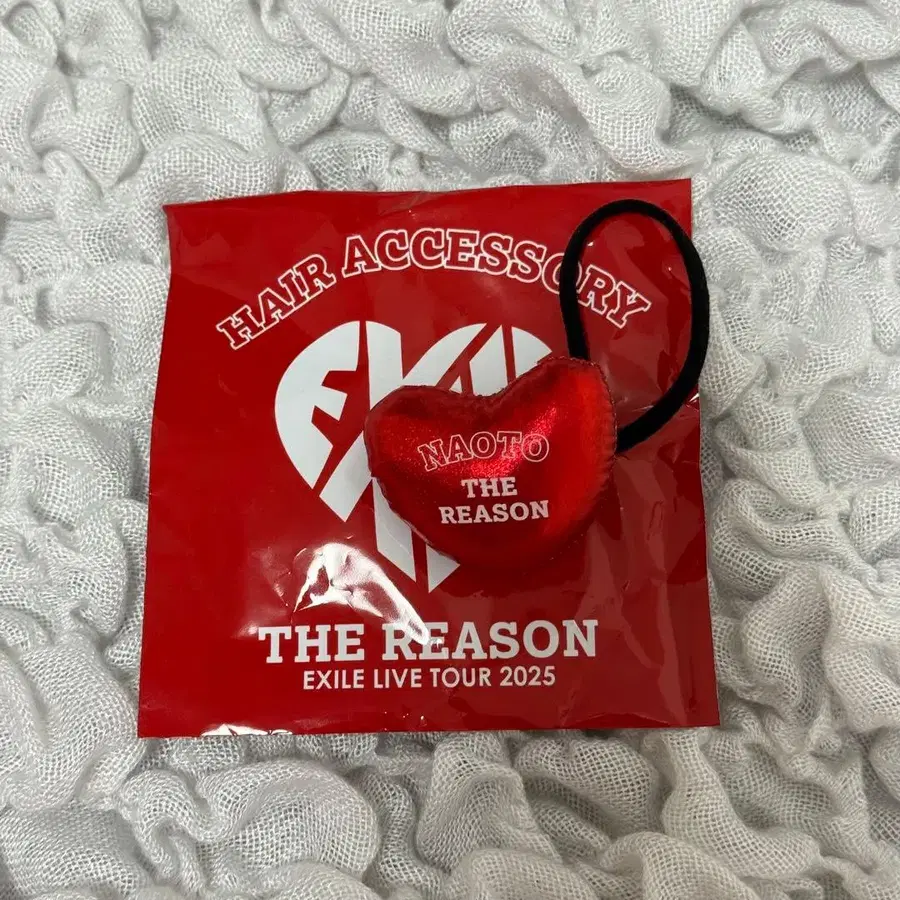 HAIR ACCESSORY
NAOTO
THE
REASON
THE REASON
EXILE LIVE TOUR 2025